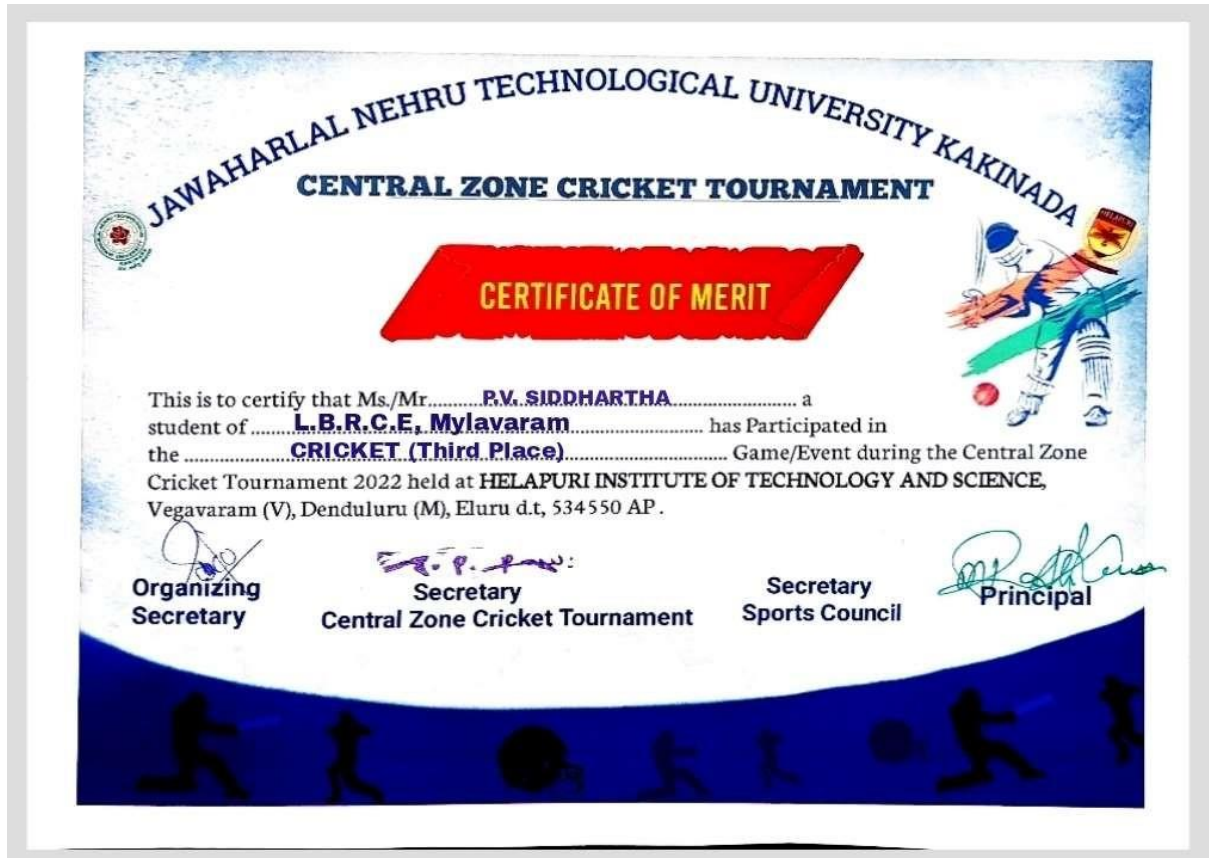 JAWAHARLAL NEHRU TECHNOLOGICAL UNIVERSITY KAKINADA
CENTRAL ZONE CRICKET TOURNAMENT
HELAPURI
CERTIFICATE OF MERIT
This is to certify that Ms./Mr.......... P.V. SIDDHARTHA ...................... a
student of ........ L.B.R.C.E, Mylavaram ...................... has Participated in
the .................... CRICKET (Third Place) .......................... Game/Event during the Central Zone
Cricket Tournament 2022 held at HELAPURI INSTITUTE OF TECHNOLOGY AND SCIENCE,
Vegavaram (V), Denduluru (M), Eluru d.t, 534550 AP .
Organizing Secretary
Secretary Central Zone Cricket Tournament
Secretary Sports Council
Principal